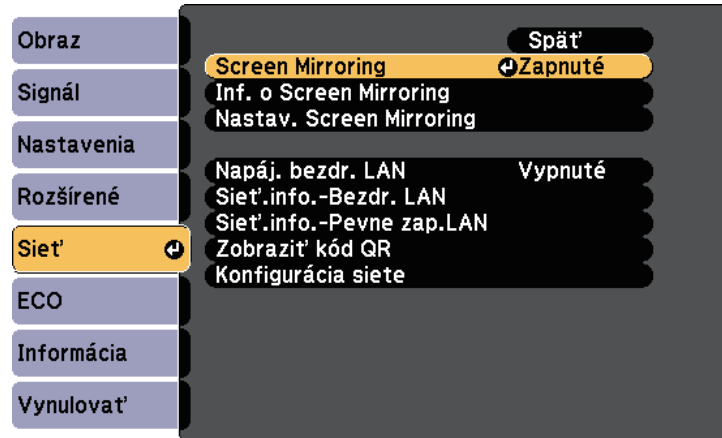 Obraz
Signál
Nastavenia
Rozšírené
Sieť
ECO
Informácia
Vynulovať
Späť
Screen Mirroring Zapnuté
Inf. o Screen Mirroring
Nastav. Screen Mirroring
Napáj. bezdr. LAN Vypnuté
Sieť.info.-Bezdr. LAN
Sieť.info.-Pevne zap.LAN
Zobraziť kód QR
Konfigurácia siete